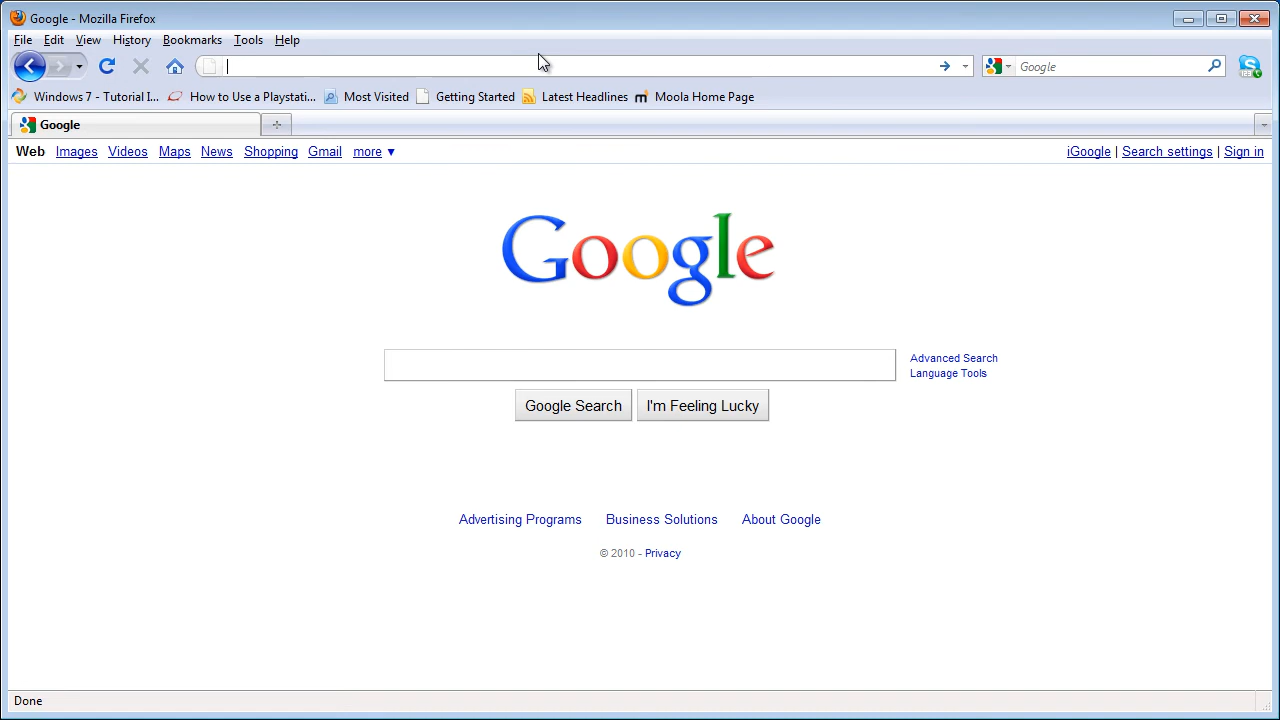 Google - Mozilla Firefox
File Edit View History Bookmarks Tools Help
Google
Windows 7 - Tutorial I... How to Use a Playstati... Most Visited Getting Started Latest Headlines Moola Home Page
Google
Web Images Videos Maps News Shopping Gmail more ▼ iGoogle | Search settings | Sign in
Google
Advanced Search
Language Tools
Google Search I'm Feeling Lucky
Advertising Programs Business Solutions About Google
© 2010 - Privacy
Done